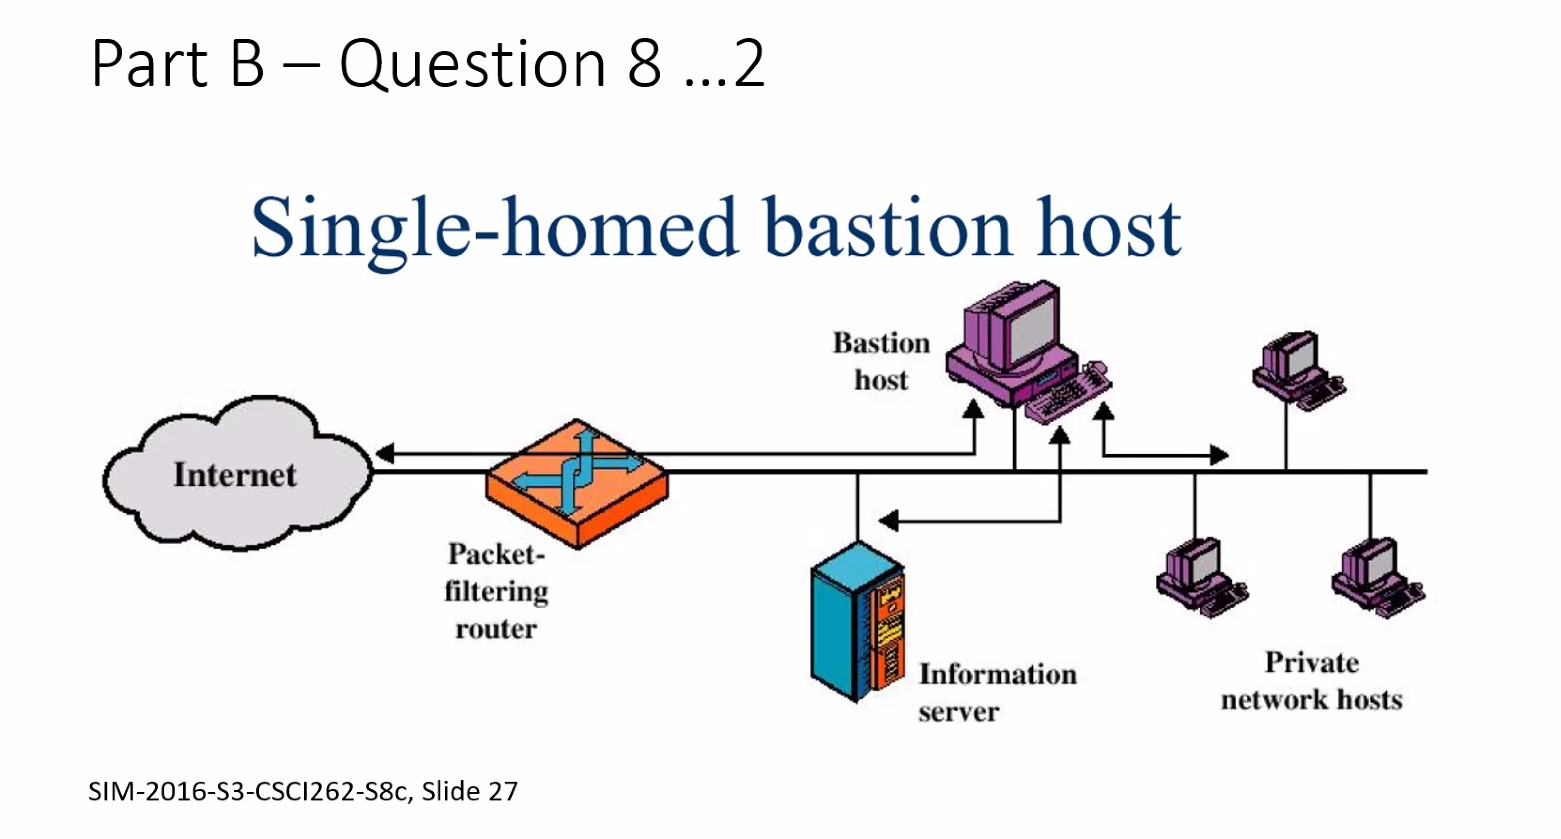 Part B – Question 8 …2
Single-homed bastion host
Bastion
host
Internet
Packet-
filtering
router
Information
server
Private
network hosts
SIM-2016-S3-CSCI262-S8c, Slide 27